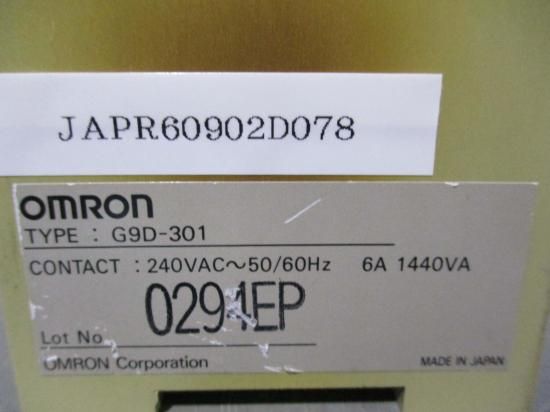 JAPR60902D078
OMRON
TYPE : G9D-301
CONTACT : 240VAC～50/60Hz 6A 1440VA
Lot No 0294EP
OMRON Corporation MADE IN JAPAN